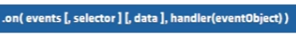 .on( events [, selector ] [, data ], handler(eventObject) )